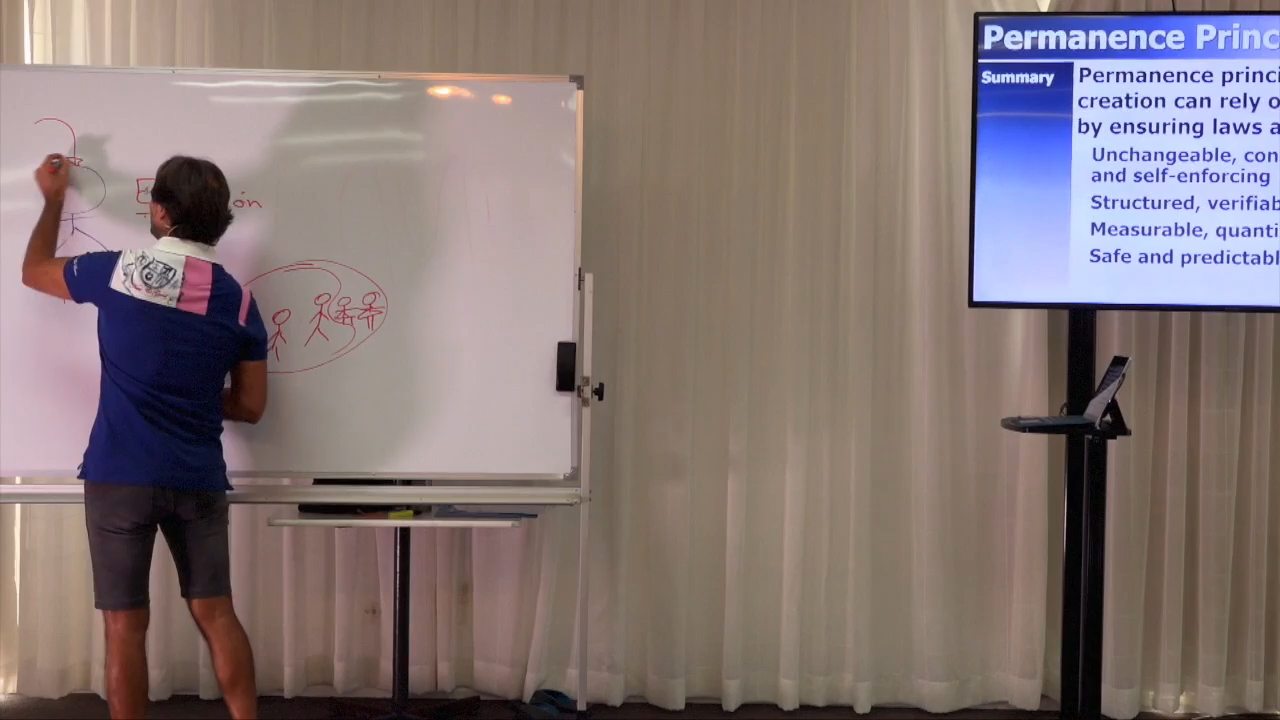 Permanence Princ
Summary
Permanence princi
creation can rely o
by ensuring laws a
Unchangeable, con
and self-enforcing
Structured, verifiab
Measurable, quanti
Safe and predictabl
E
ón